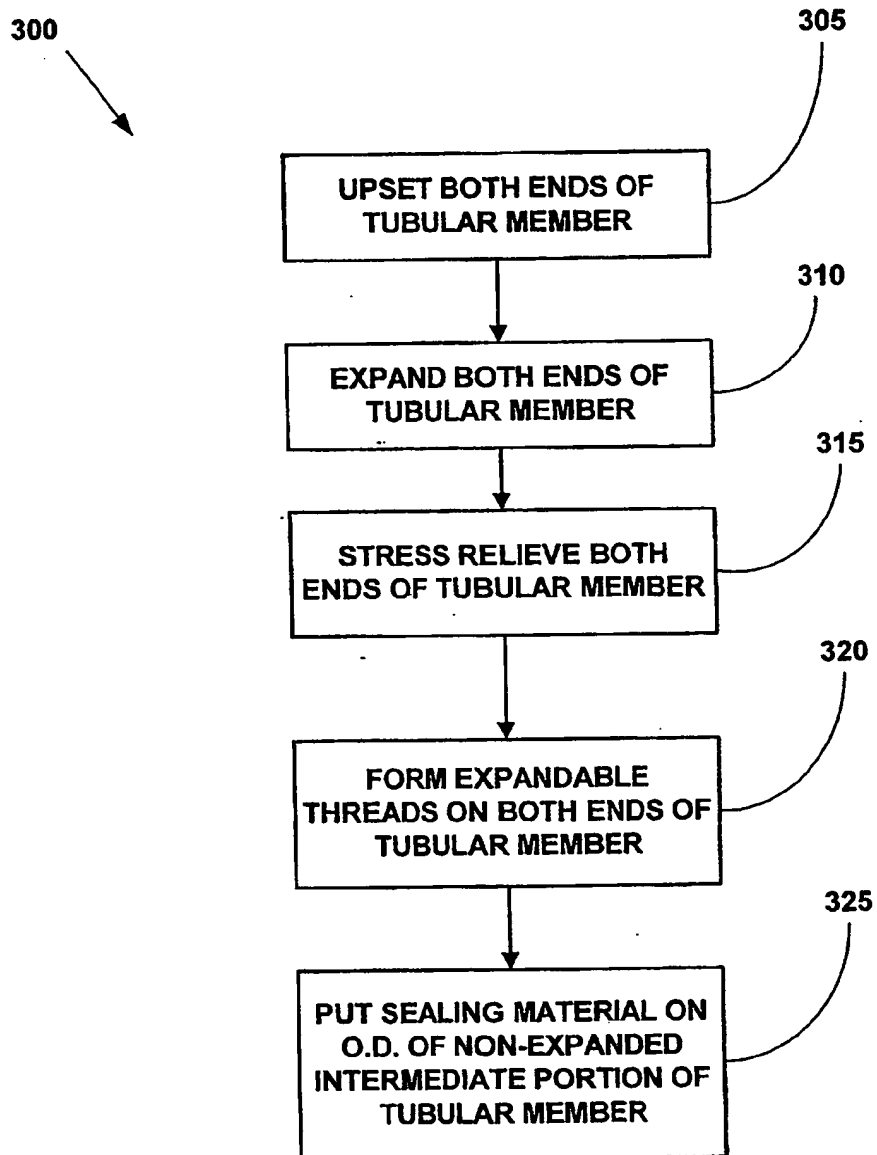 300
305
UPSET BOTH ENDS OF
TUBULAR MEMBER
310
EXPAND BOTH ENDS OF
TUBULAR MEMBER
315
STRESS RELIEVE BOTH
ENDS OF TUBULAR MEMBER
320
FORM EXPANDABLE
THREADS ON BOTH ENDS OF
TUBULAR MEMBER
325
PUT SEALING MATERIAL ON
O.D. OF NON-EXPANDED
INTERMEDIATE PORTION OF
TUBULAR MEMBER